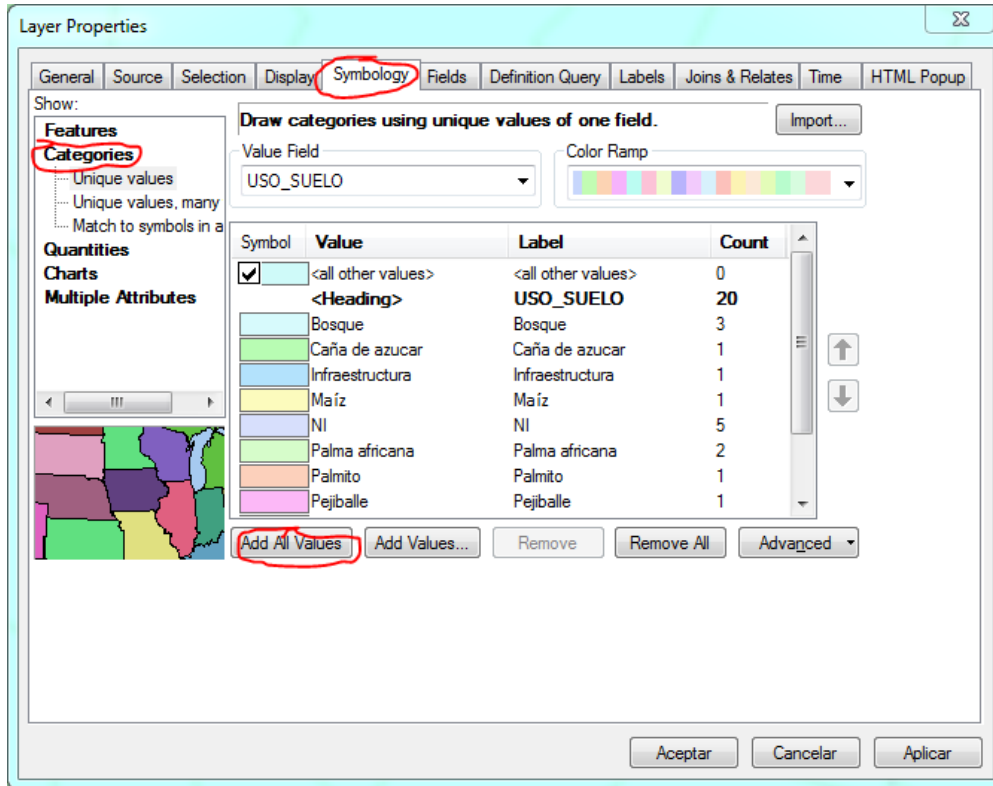 Layer Properties
General Source Selection Display Symbology Fields Definition Query Labels Joins & Relates Time HTML Popup
Show:
Features
Categories
Unique values
Unique values, many
Match to symbols in a
Quantities
Charts
Multiple Attributes
Draw categories using unique values of one field.
Import...
Value Field
USO_SUELO
Color Ramp
Symbol Value Label Count
<all other values> <all other values> 0
<Heading> USO_SUELO 20
Bosque Bosque 3
Caña de azucar Caña de azucar 1
Infraestructura Infraestructura 1
Maíz Maíz 1
NI NI 5
Palma africana Palma africana 2
Palmito Palmito 1
Pejiballe Pejiballe 1
Add All Values Add Values... Remove Remove All Advanced
Aceptar Cancelar Aplicar